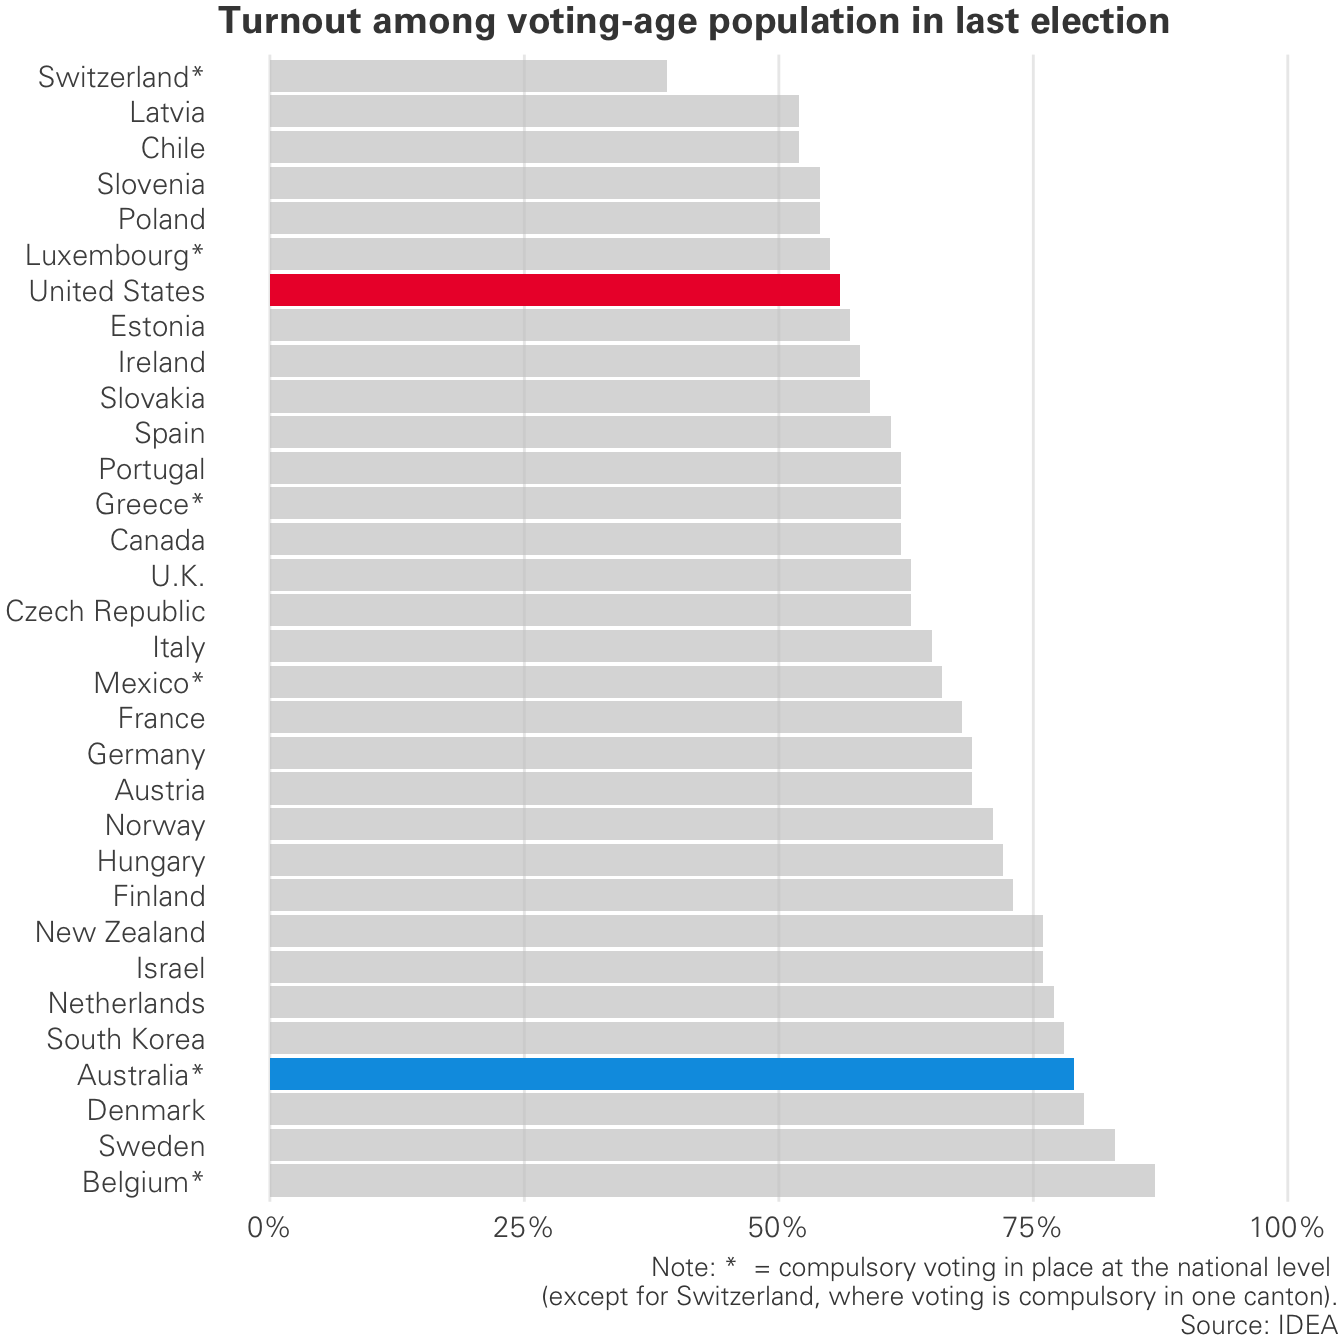 Turnout among voting-age population in last election
Switzerland*
Latvia
Chile
Slovenia
Poland
Luxembourg*
United States
Estonia
Ireland
Slovakia
Spain
Portugal
Greece*
Canada
U.K.
Czech Republic
Italy
Mexico*
France
Germany
Austria
Norway
Hungary
Finland
New Zealand
Israel
Netherlands
South Korea
Australia*
Denmark
Sweden
Belgium*
0% 25% 50% 75% 100%
Note: * = compulsory voting in place at the national level
(except for Switzerland, where voting is compulsory in one canton).
Source: IDEA